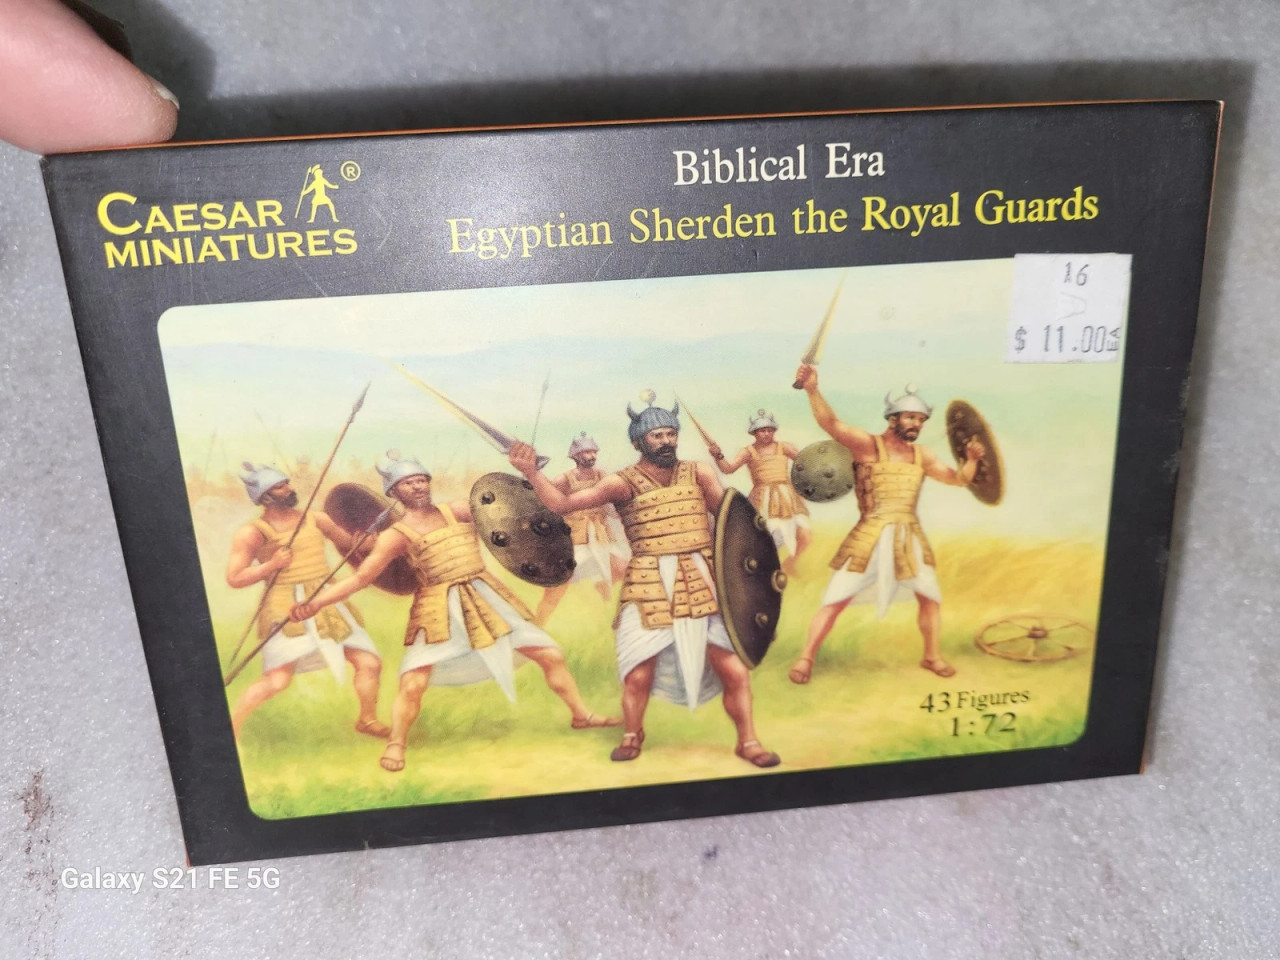 CAESAR ®
MINIATURES
Biblical Era
Egyptian Sherden the Royal Guards
16
$ 11.00 EA
43 Figures
1:72
Galaxy S21 FE 5G